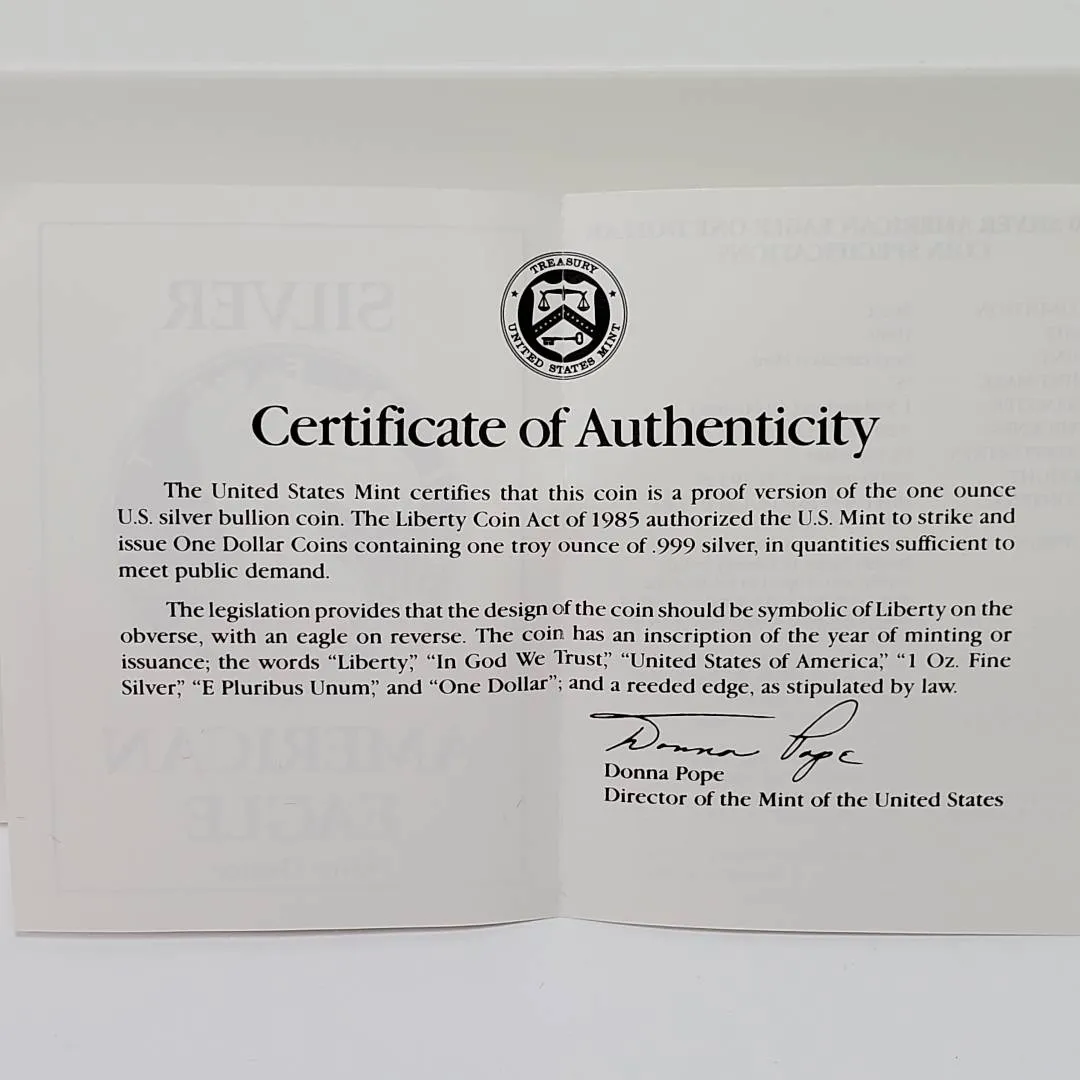 TREASURY
UNITED STATES MINT
Certificate of Authenticity
The United States Mint certifies that this coin is a proof version of the one ounce
U.S. silver bullion coin. The Liberty Coin Act of 1985 authorized the U.S. Mint to strike and
issue One Dollar Coins containing one troy ounce of .999 silver, in quantities sufficient to
meet public demand.
The legislation provides that the design of the coin should be symbolic of Liberty on the
obverse, with an eagle on reverse. The coin has an inscription of the year of minting or
issuance; the words “Liberty,” “In God We Trust,” “United States of America,” “1 Oz. Fine
Silver,” “E Pluribus Unum,” and “One Dollar”; and a reeded edge, as stipulated by law.
Donna Pope
Donna Pope
Director of the Mint of the United States
SILVER
AMERICAN
EAGLE